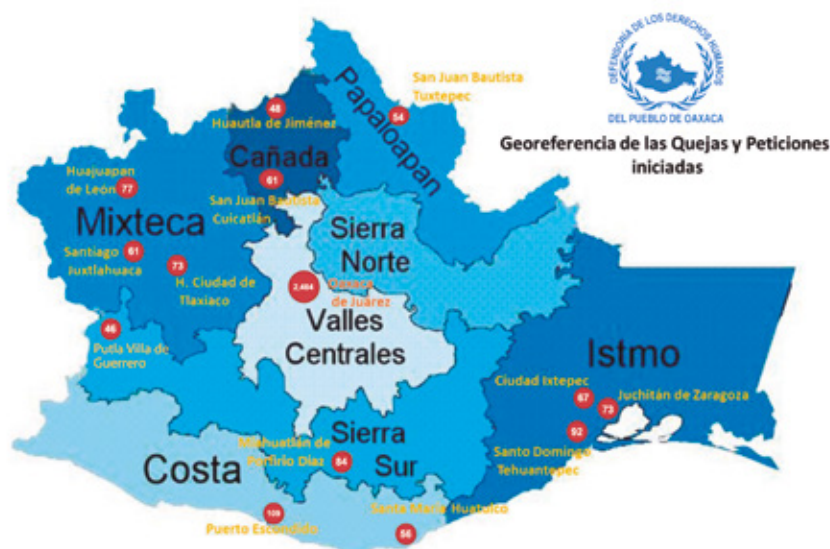 DEFENSORÍA DE LOS DERECHOS HUMANOS
DEL PUEBLO DE OAXACA
Georeferencia de las Quejas y Peticiones
iniciadas
Papaloapan
San Juan Bautista
Tuxtepec
54
48
Huautla de Jiménez
Cañada
61
San Juan Bautista
Cuicatlán
Huajuapan
de León
77
Mixteca
Santiago
Juxtlahuaca
61
73
H. Ciudad de
Tlaxiaco
46
Putla Villa de
Guerrero
Sierra
Norte
Oaxaca
de Juárez
Valles
Centrales
Istmo
Ciudad Ixtepec
67
Juchitán de Zaragoza
73
92
Santo Domingo
Tehuantepec
Miahuatlán de
Porfirio Díaz
84
Sierra
Sur
Costa
109
Puerto Escondido
Santa María Huatulco
56